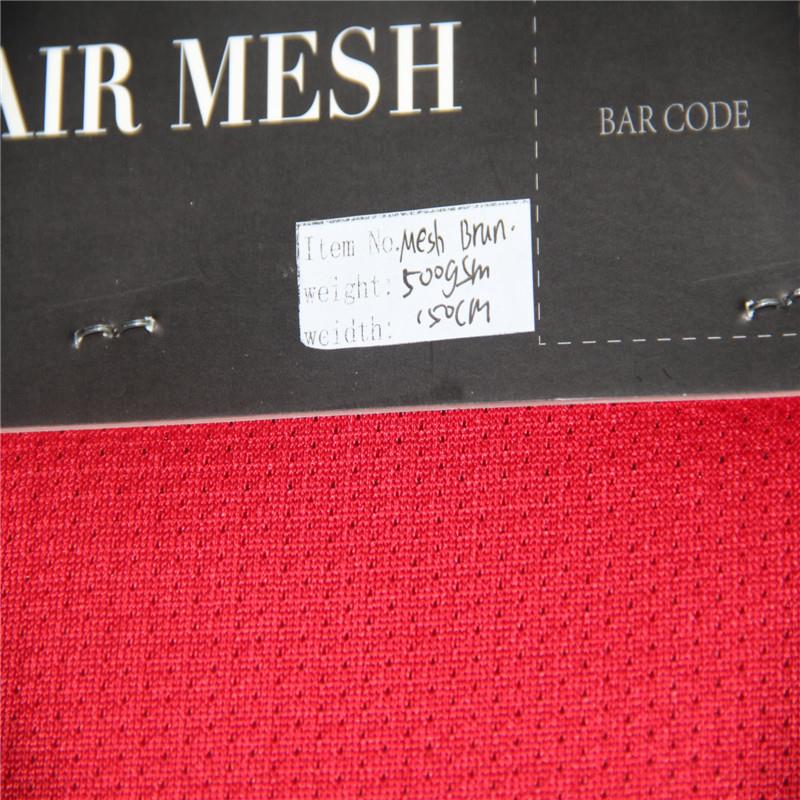 AIR MESH
BAR CODE
Item No. Mesh Brun.
weight: 500gsm
weidth: 150CM